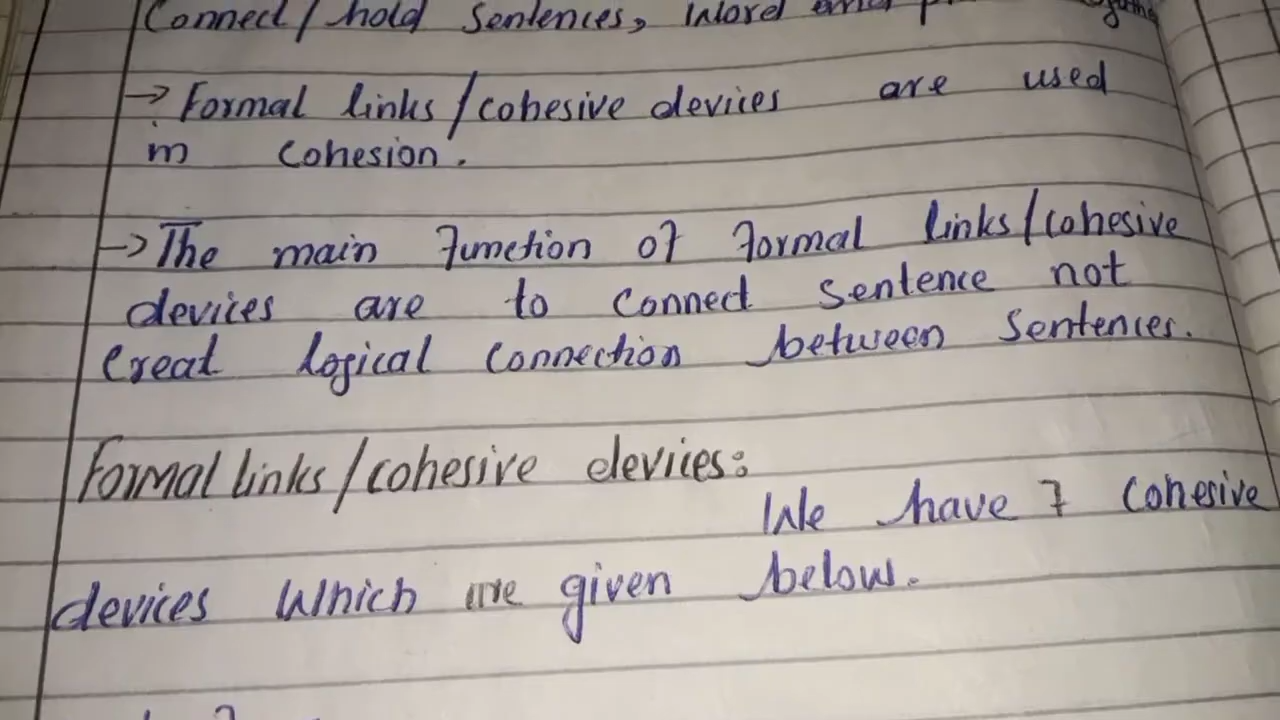 Connect/hold Sentences, Word and
→ Formal links/cohesive devices are used
in cohesion.
→ The main function of formal links/cohesive
devices are to connect sentence not
creat logical connection between sentences.
Formal links/cohesive devices:
We have 7 cohesive
devices which are given below.